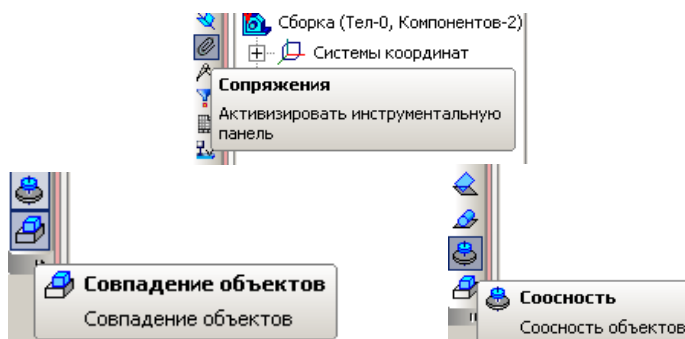 Сборка (Тел-0, Компонентов-2)
Системы координат
Сопряжения
Активизировать инструментальную
панель
Совпадение объектов
Совпадение объектов
Соосность
Соосность объектов